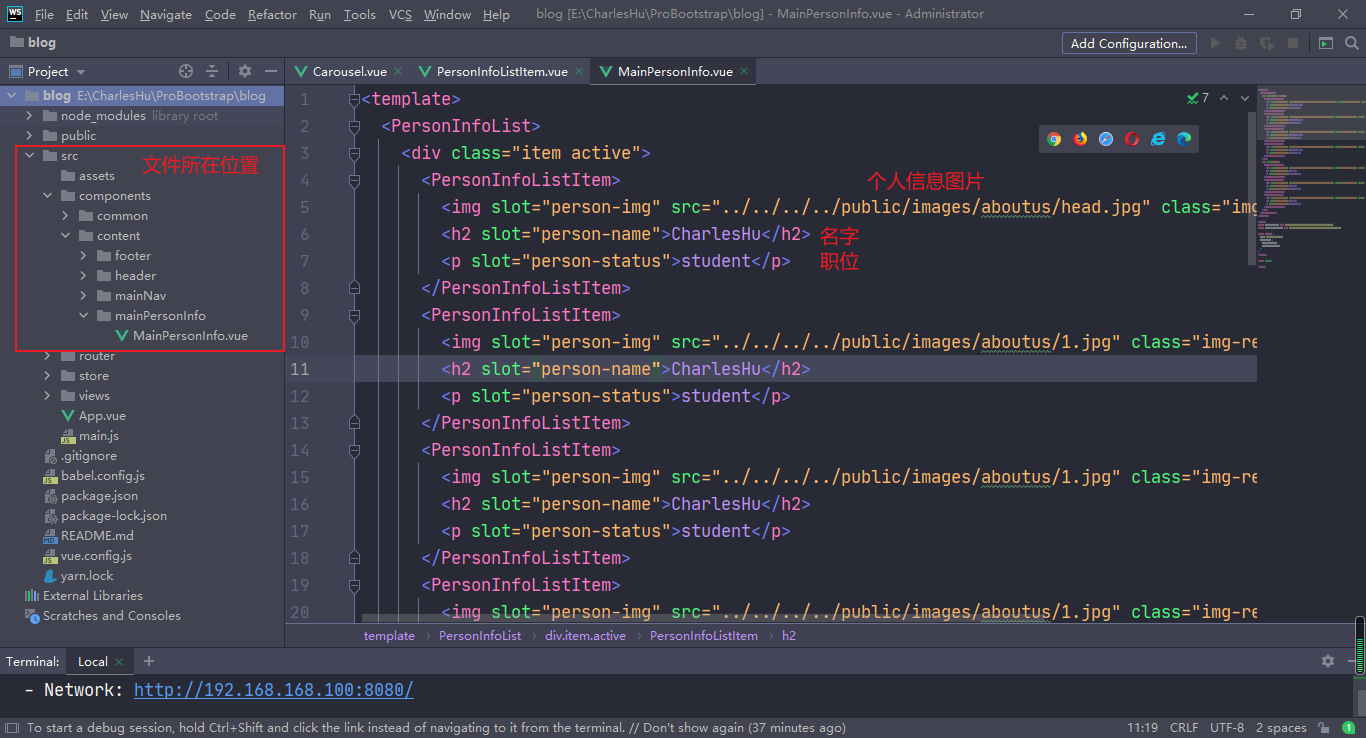 WS File Edit View Navigate Code Refactor Run Tools VCS Window Help blog [E:\CharlesHu\ProBootstrap\blog] - MainPersonInfo.vue - Administrator
blog Add Configuration...
Project Carousel.vue PersonInfoListItem.vue MainPersonInfo.vue
blog E:\CharlesHu\ProBootstrap\blog
node_modules library root
public
src
文件所在位置
assets
components
common
content
footer
header
mainNav
mainPersonInfo
MainPersonInfo.vue
router
store
views
App.vue
main.js
.gitignore
babel.config.js
package.json
package-lock.json
README.md
vue.config.js
yarn.lock
External Libraries
Scratches and Consoles
7
1 <template>
2 <PersonInfoList>
3 <div class="item active">
4 <PersonInfoListItem>
个人信息图片
5 <img slot="person-img" src="../../../../public/images/aboutus/head.jpg" class="img
6 <h2 slot="person-name">CharlesHu</h2> 名字
7 <p slot="person-status">student</p> 职位
8 </PersonInfoListItem>
9 <PersonInfoListItem>
10 <img slot="person-img" src="../../../../public/images/aboutus/1.jpg" class="img-re
11 <h2 slot="person-name">CharlesHu</h2>
12 <p slot="person-status">student</p>
13 </PersonInfoListItem>
14 <PersonInfoListItem>
15 <img slot="person-img" src="../../../../public/images/aboutus/1.jpg" class="img-re
16 <h2 slot="person-name">CharlesHu</h2>
17 <p slot="person-status">student</p>
18 </PersonInfoListItem>
19 <PersonInfoListItem>
20 <img slot="person-img" src="../../../../public/images/aboutus/1.jpg" class="img-re
template › PersonInfoList › div.item.active › PersonInfoListItem › h2
Terminal: Local
- Network: http://192.168.168.100:8080/
To start a debug session, hold Ctrl+Shift and click the link instead of navigating to it from the terminal. // Don't show again (37 minutes ago) 11:19 CRLF UTF-8 2 spaces 1